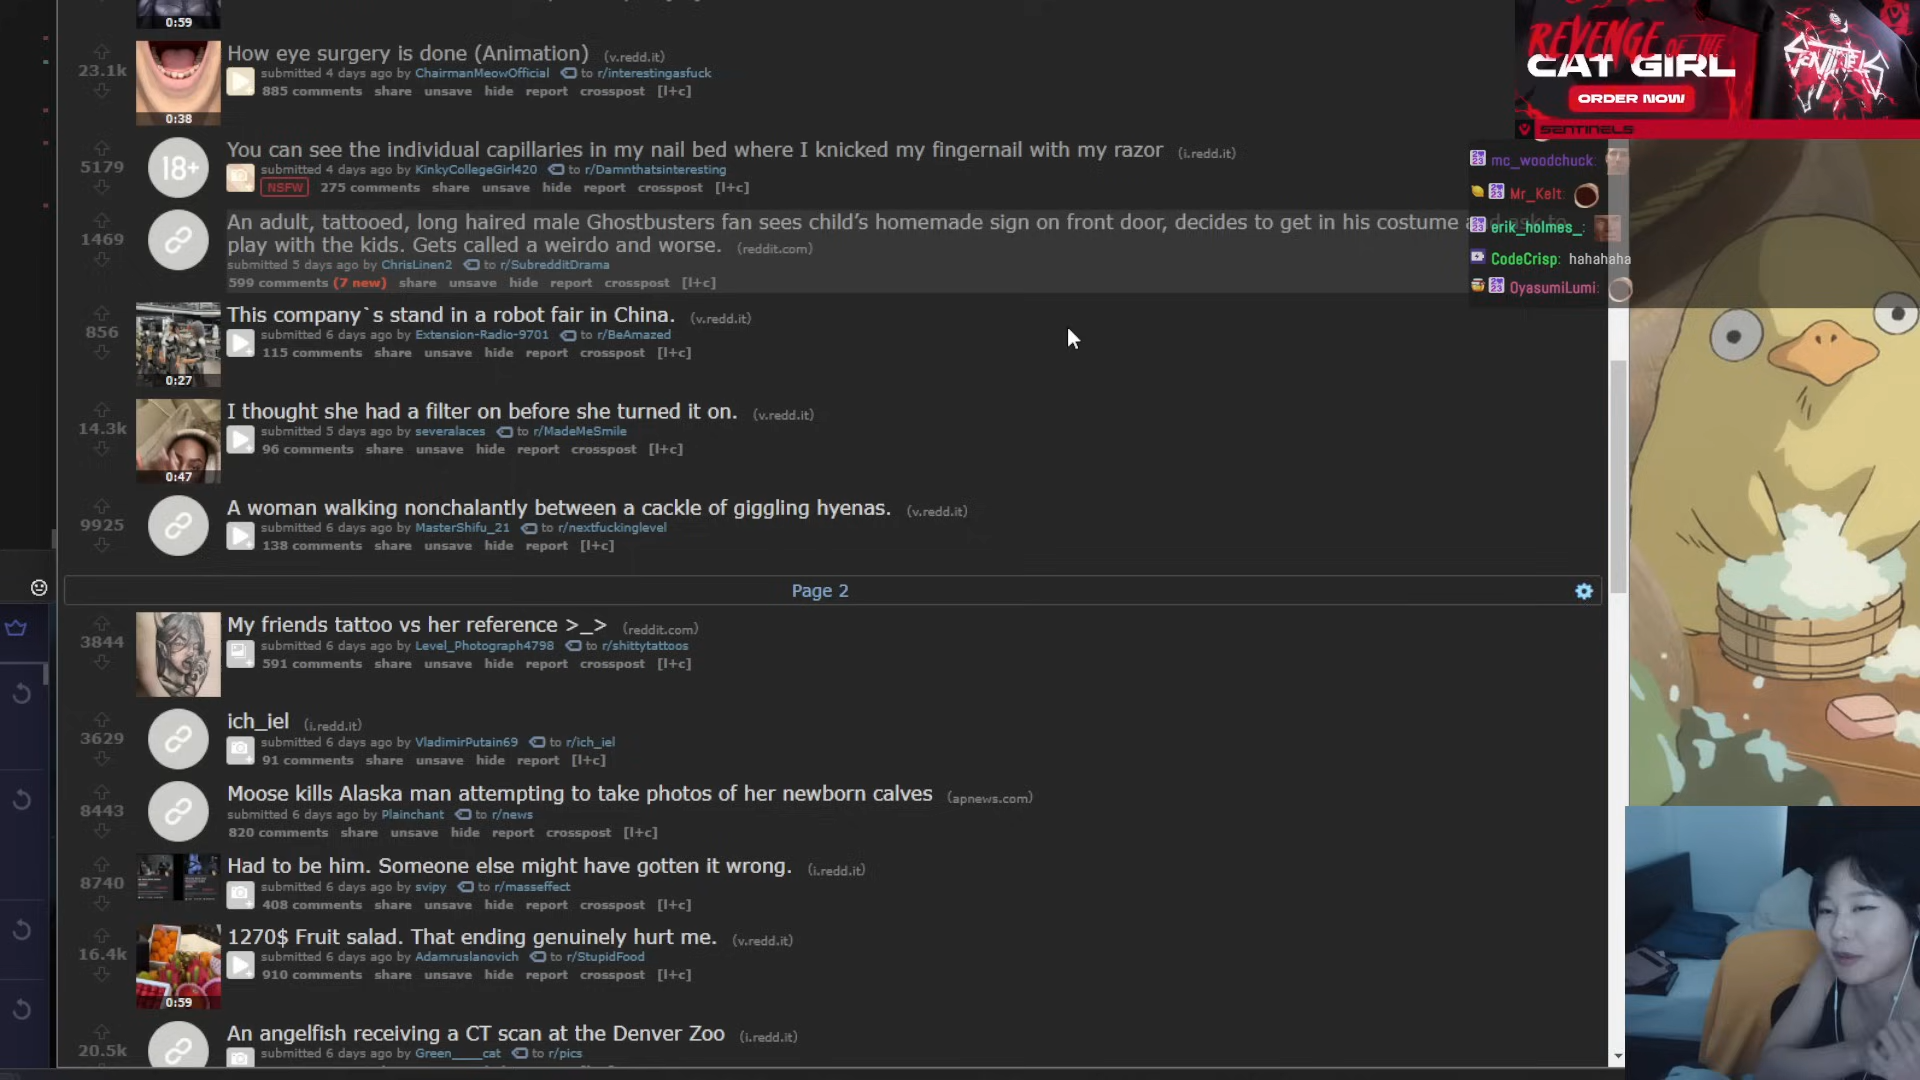 0:59
REVENGE OF THE
CAT GIRL
ORDER NOW
SENTINELS
SENTINELS
23.1k
0:38
How eye surgery is done (Animation) (v.redd.it)
submitted 4 days ago by ChairmanMeowOfficial to r/interestingasfuck
885 comments share unsave hide report crosspost [l+c]
5179
18+
You can see the individual capillaries in my nail bed where I knicked my fingernail with my razor (i.redd.it)
submitted 4 days ago by KinkyCollegeGirl420 to r/Damnthatsinteresting
NSFW 275 comments share unsave hide report crosspost [l+c]
mc_woodchuck:
Mr_Kelt:
erik_holmes_:
CodeCrisp: hahahaha
OyasumiLumi:
1469
An adult, tattooed, long haired male Ghostbusters fan sees child's homemade sign on front door, decides to get in his costume and ask to
play with the kids. Gets called a weirdo and worse. (reddit.com)
submitted 5 days ago by ChrisLinen2 to r/SubredditDrama
599 comments (7 new) share unsave hide report crosspost [l+c]
856
0:27
This company`s stand in a robot fair in China. (v.redd.it)
submitted 6 days ago by Extension-Radio-9701 to r/BeAmazed
115 comments share unsave hide report crosspost [l+c]
14.3k
0:47
I thought she had a filter on before she turned it on. (v.redd.it)
submitted 5 days ago by severalaces to r/MadeMeSmile
96 comments share unsave hide report crosspost [l+c]
9925
A woman walking nonchalantly between a cackle of giggling hyenas. (v.redd.it)
submitted 6 days ago by MasterShifu_21 to r/nextfuckinglevel
138 comments share unsave hide report [l+c]
Page 2
3844
My friends tattoo vs her reference >_> (reddit.com)
submitted 6 days ago by Level_Photograph4798 to r/shittytattoos
591 comments share unsave hide report crosspost [l+c]
3629
ich_iel (i.redd.it)
submitted 6 days ago by VladimirPutain69 to r/ich_iel
91 comments share unsave hide report [l+c]
8443
Moose kills Alaska man attempting to take photos of her newborn calves (apnews.com)
submitted 6 days ago by Plainchant to r/news
820 comments share unsave hide report crosspost [l+c]
8740
Had to be him. Someone else might have gotten it wrong. (i.redd.it)
submitted 6 days ago by svipy to r/masseffect
408 comments share unsave hide report crosspost [l+c]
16.4k
0:59
1270$ Fruit salad. That ending genuinely hurt me. (v.redd.it)
submitted 6 days ago by Adamruslanovich to r/StupidFood
910 comments share unsave hide report crosspost [l+c]
20.5k
An angelfish receiving a CT scan at the Denver Zoo (i.redd.it)
submitted 6 days ago by Green____cat to r/pics